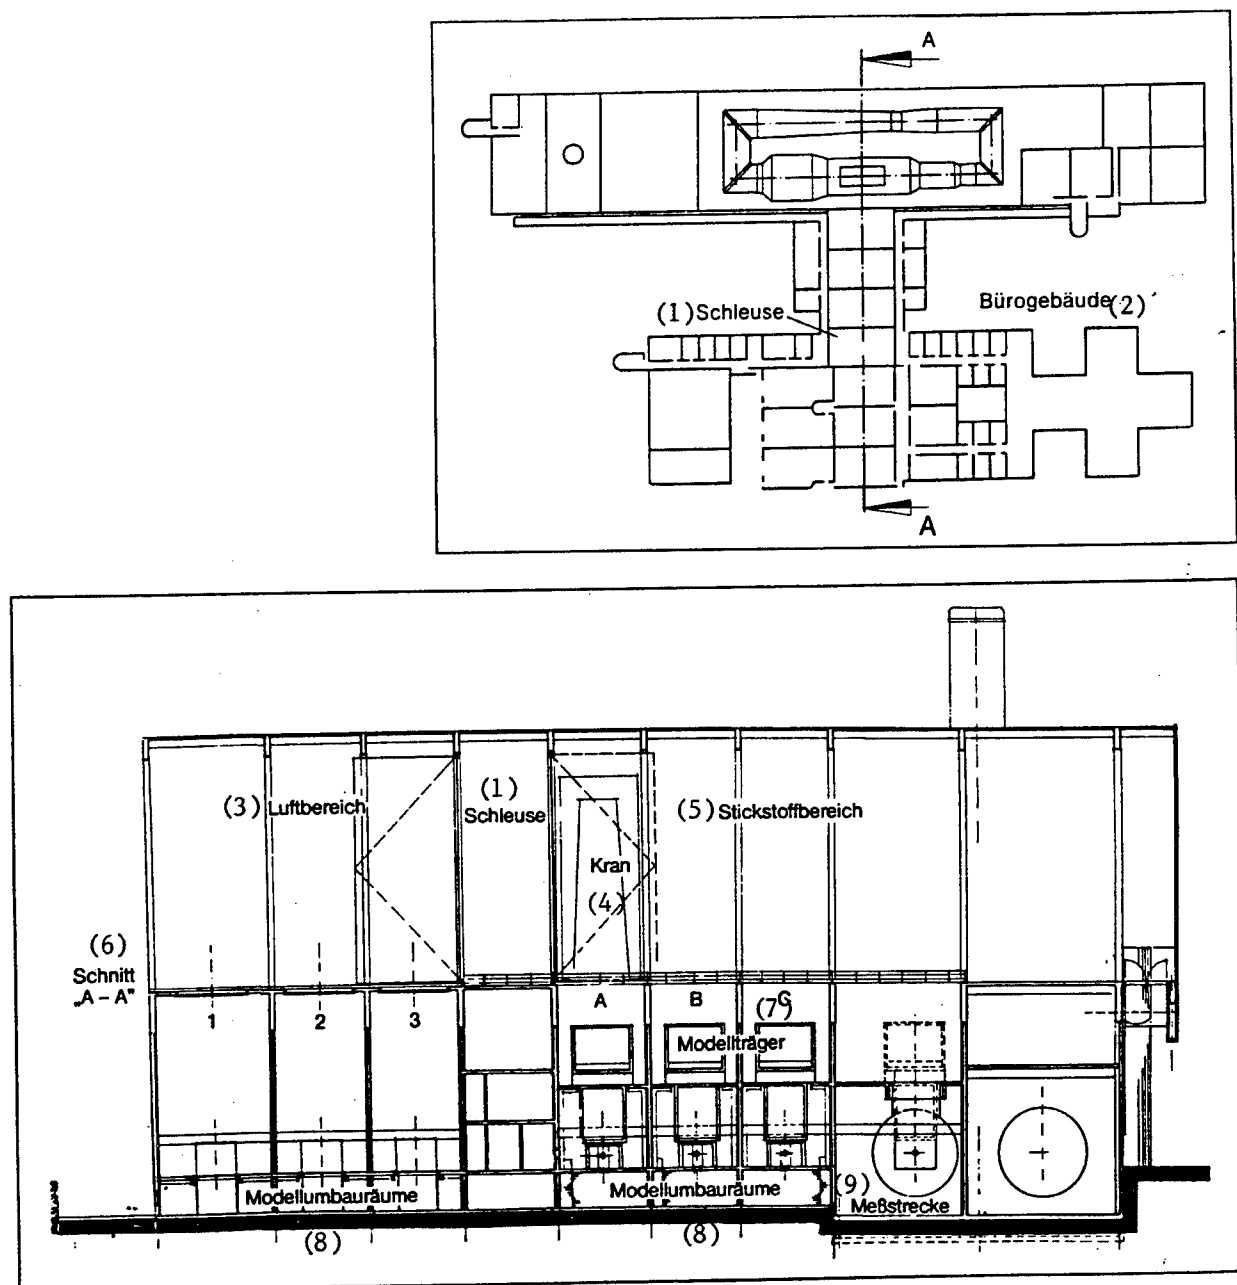 A
(1) Schleuse
Bürogebäude (2)
A
(3) Luftbereich
(1)
Schleuse
(5) Stickstoffbereich
Kran
(4)
(6)
Schnitt
„A – A"
1
2
3
A
B
C
(7)
Modellträger
Modellumbauräume
Modellumbauräume
(9)
Meßstrecke
(8)
(8)